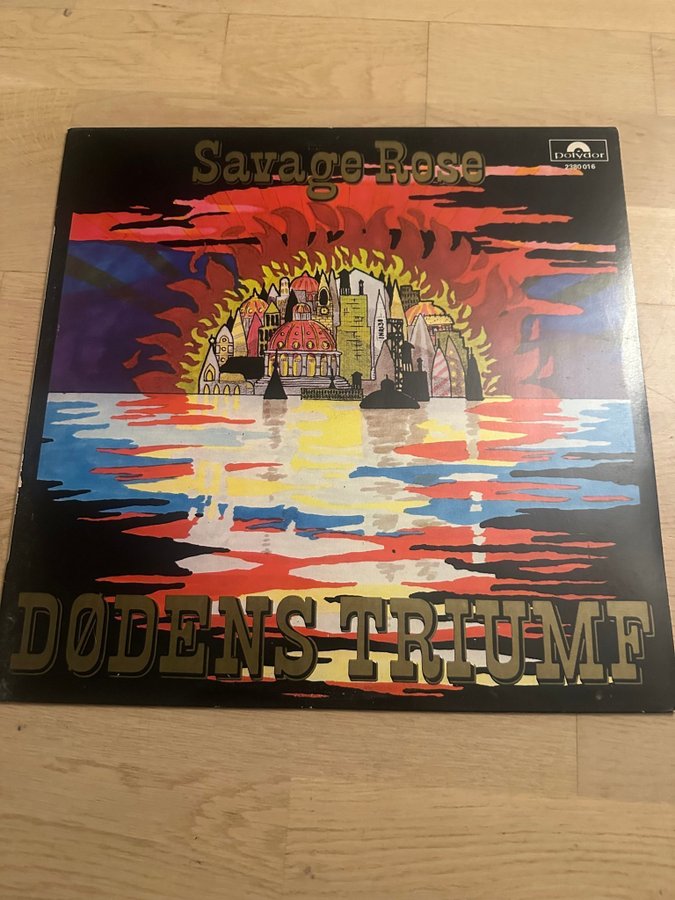 Savage Rose
polydor
2380 016
DØDENS TRIUMF